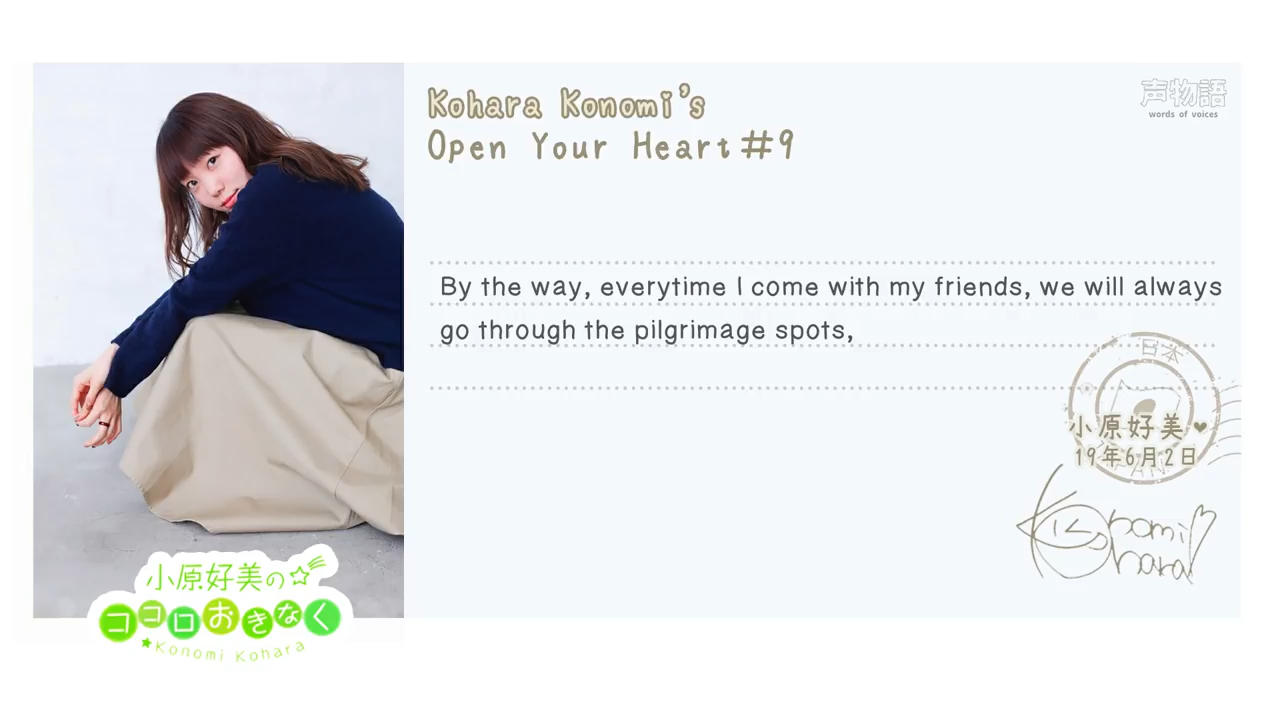 Kohara Konomi's
Open Your Heart #9
声物語
words of voices
By the way, everytime I come with my friends, we will always
go through the pilgrimage spots,
日本
小原好美❤
19年6月2日
JAPAN
Konomi
Kohara
小原好美の☆
ココロおきなく
★Konomi Kohara